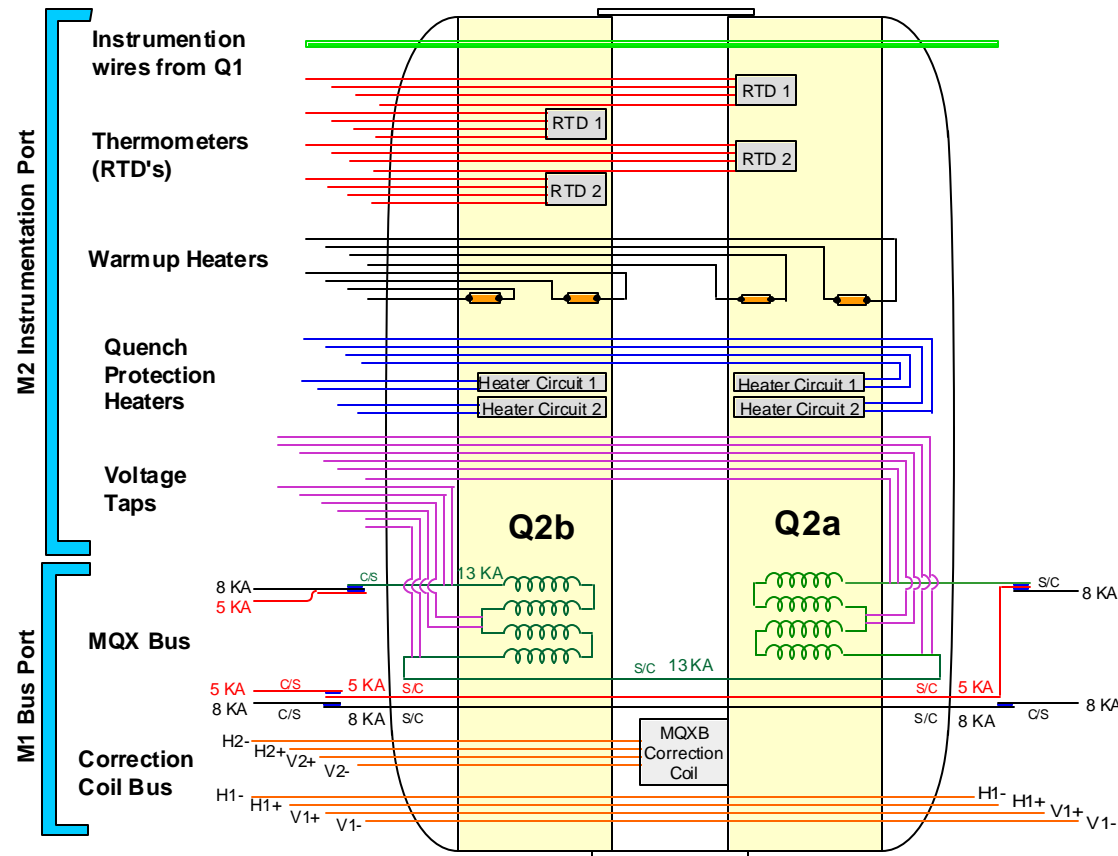 M2 Instrumentation Port
Instrumention
wires from Q1
RTD 1
RTD 1
Thermometers
(RTD's)
RTD 2
RTD 2
Warmup Heaters
Quench
Protection
Heaters
Heater Circuit 1
Heater Circuit 1
Heater Circuit 2
Heater Circuit 2
Voltage
Taps
Q2b
Q2a
M1 Bus Port
C/S
13 KA
S/C
8 KA
8 KA
5 KA
MQX Bus
S/C
13 KA
5 KA
C/S
5 KA
S/C
S/C
5 KA
8 KA
C/S
8 KA
S/C
S/C
8 KA
C/S
8 KA
MQXB
Correction
Coil
H2-
H2+
V2+
V2-
Correction
Coil Bus
H1-
H1+
V1+
V1-
H1-
H1+
V1+
V1-